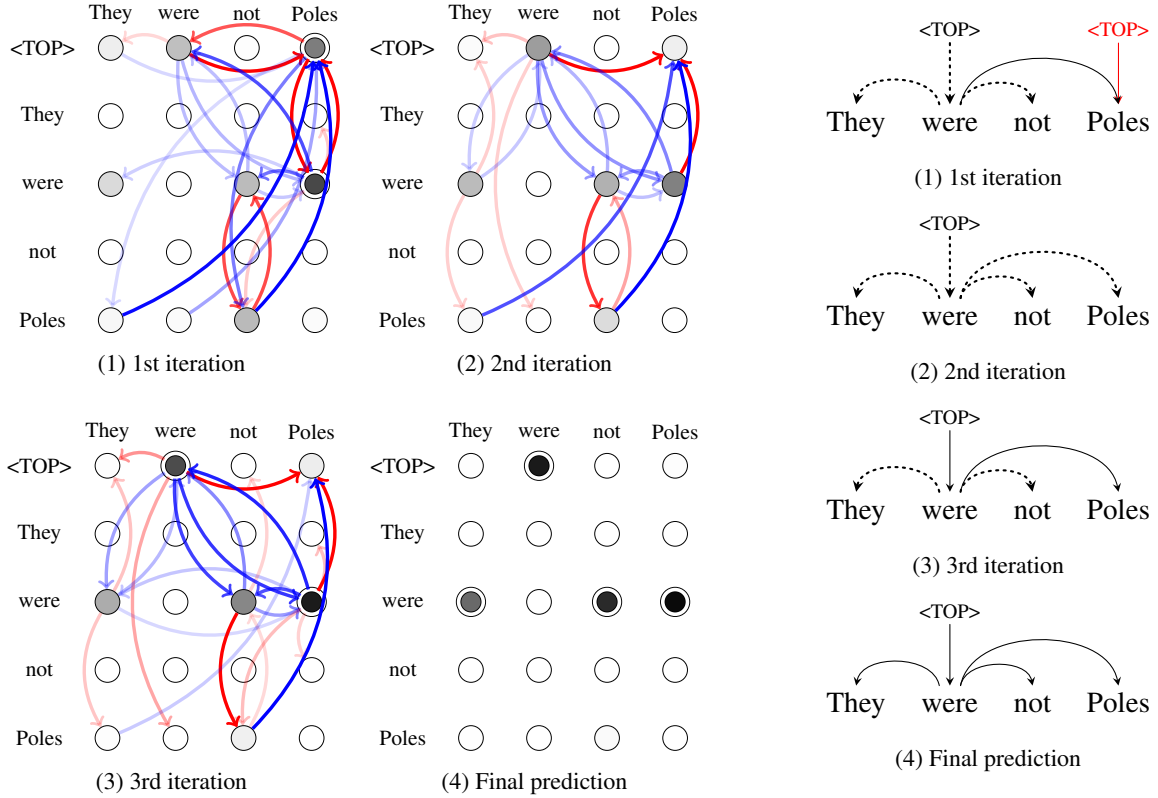 They were not Poles
<TOP>
They
were
not
Poles
(1) 1st iteration
They were not Poles
<TOP>
They
were
not
Poles
(2) 2nd iteration
They were not Poles
<TOP>
They
were
not
Poles
(3) 3rd iteration
They were not Poles
<TOP>
They
were
not
Poles
(4) Final prediction
<TOP> <TOP>
They were not Poles
(1) 1st iteration
<TOP>
They were not Poles
(2) 2nd iteration
<TOP>
They were not Poles
(3) 3rd iteration
<TOP>
They were not Poles
(4) Final prediction